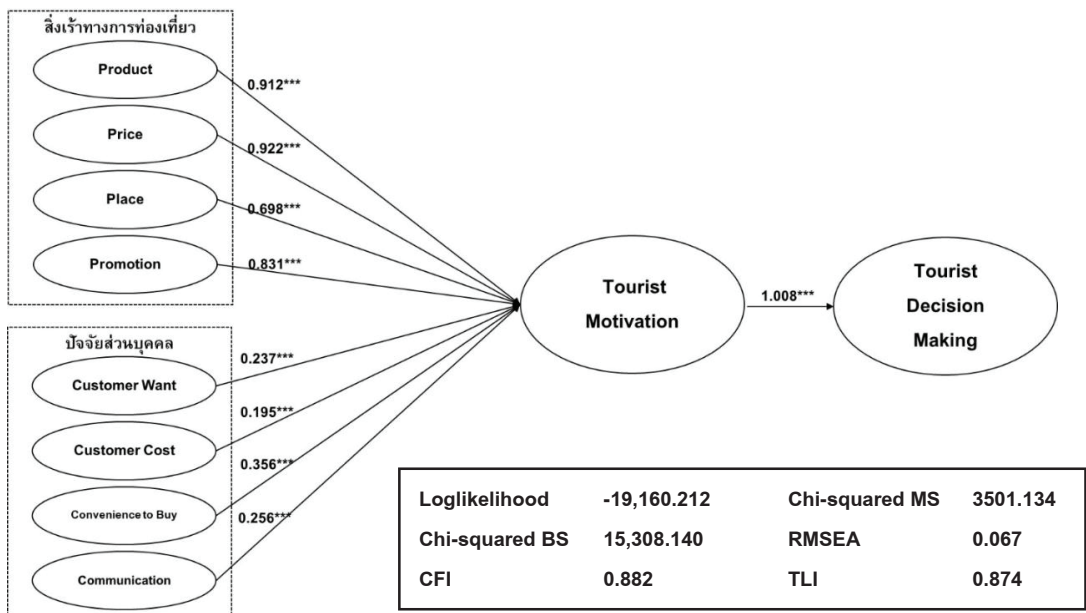 สิ่งเร้าทางการท่องเที่ยว
Product
0.912***
Price
0.922***
Place
0.698***
Promotion
0.831***
ปัจจัยส่วนบุคคล
Customer Want
0.237***
Customer Cost
0.195***
Convenience to Buy
0.356***
Communication
0.256***
Tourist
Motivation
1.008***
Tourist
Decision
Making
Loglikelihood -19,160.212 Chi-squared MS 3501.134
Chi-squared BS 15,308.140 RMSEA 0.067
CFI 0.882 TLI 0.874